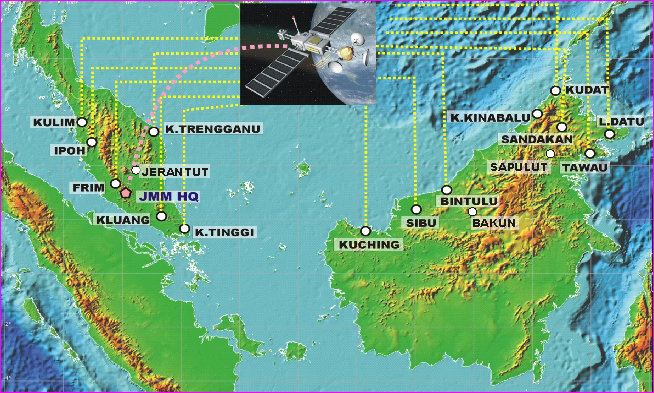 KUDAT
K.KINABALU
L.DATU
KULIM
K.TRENGGANU
SANDAKAN
IPOH
SAPULUT
TAWAU
JERANTUT
FRIM
JMM HQ
BINTULU
KLUANG
SIBU
BAKUN
K.TINGGI
KUCHING